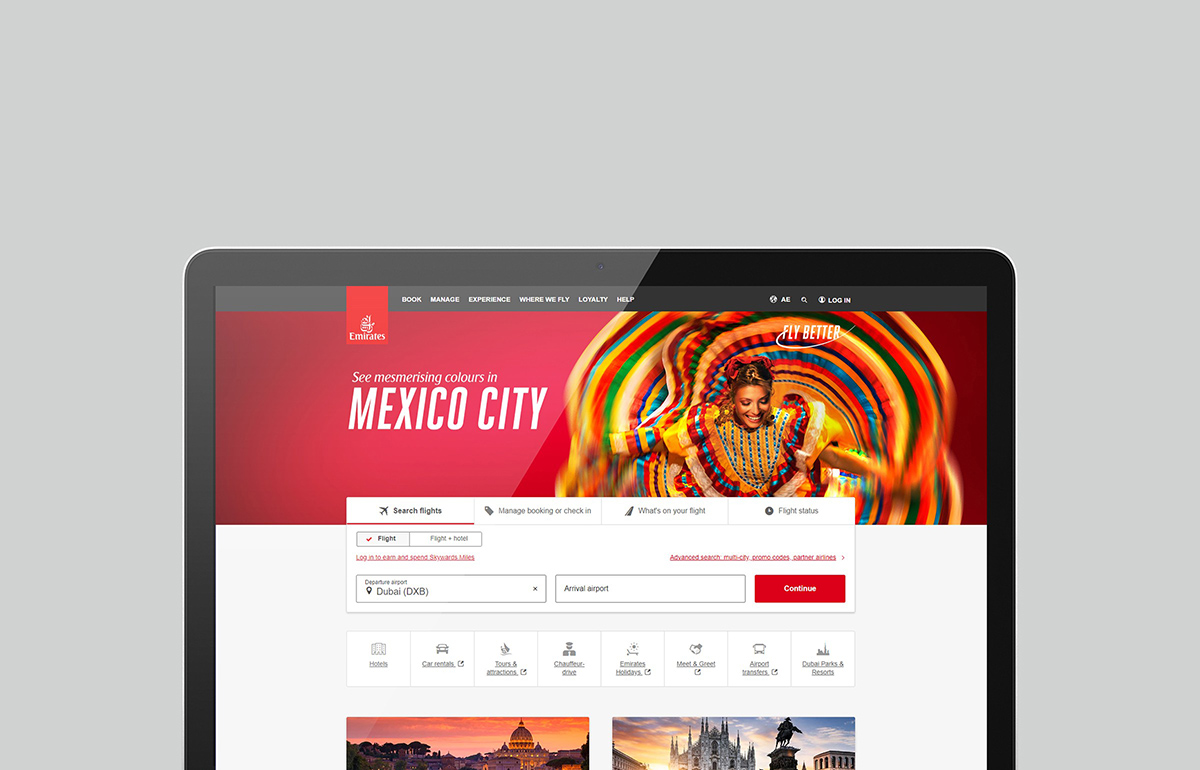 BOOK MANAGE EXPERIENCE WHERE WE FLY LOYALTY HELP AE LOG IN
Emirates
FLY BETTER
See mesmerising colours in
MEXICO CITY
Search flights
Manage booking or check in
What's on your flight
Flight status
Flight
Flight + hotel
Log in to earn and spend Skywards Miles
Advanced search: multi-city, promo codes, partner airlines
Departure airport
Dubai (DXB)
Arrival airport
Continue
Hotels
Car rentals
Tours &
attractions
Chauffeur-
drive
Emirates
Holidays
Meet & Greet
Airport
transfers
Dubai Parks &
Resorts